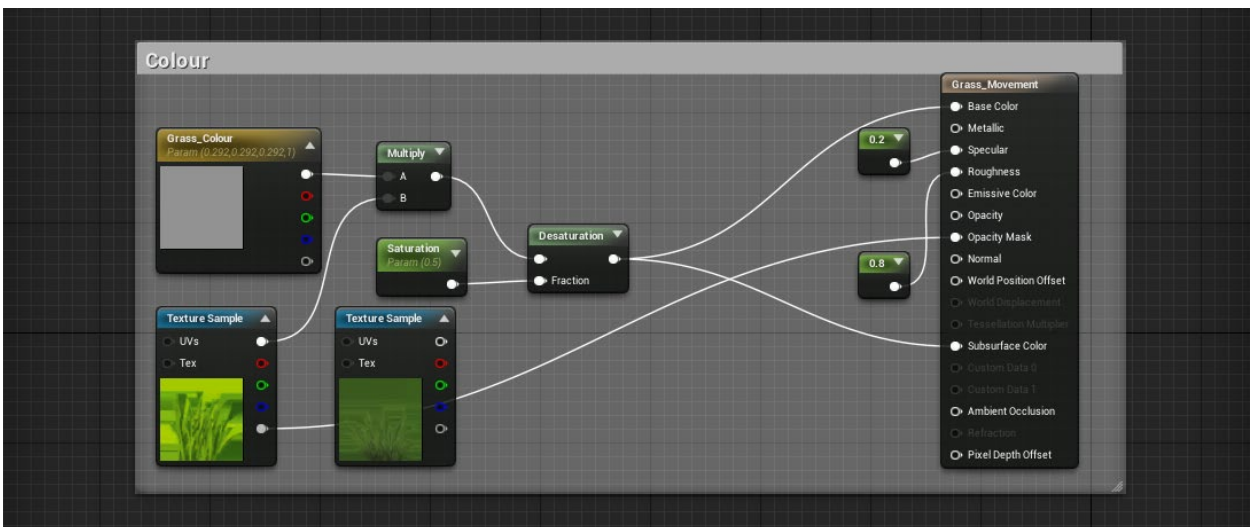 Colour
Grass_Colour
Param (0.292,0.292,0.292,1)
Multiply
A
B
Saturation
Param (0.5)
Desaturation
Fraction
Texture Sample
UVs
Tex
Texture Sample
UVs
Tex
0.2
0.8
Grass_Movement
Base Color
Metallic
Specular
Roughness
Emissive Color
Opacity
Opacity Mask
Normal
World Position Offset
World Displacement
Tessellation Multiplier
Subsurface Color
Custom Data 0
Custom Data 1
Ambient Occlusion
Refraction
Pixel Depth Offset